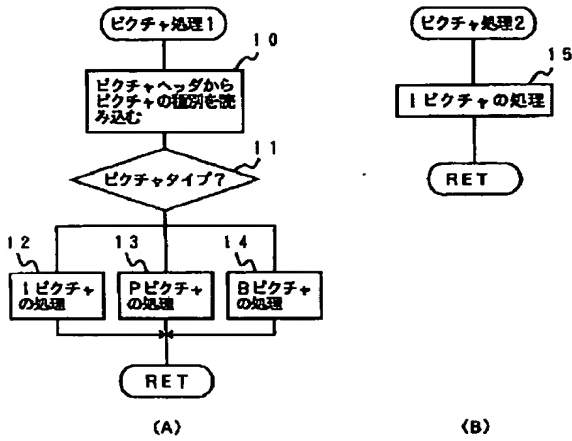 ピクチャ処理1
10
ピクチャヘッダから
ピクチャの種別を読
み込む
11
ピクチャタイプ?
12
Iピクチャ
の処理
13
Pピクチャ
の処理
14
Bピクチャ
の処理
RET
(A)
ピクチャ処理2
15
Iピクチャの処理
RET
(B)